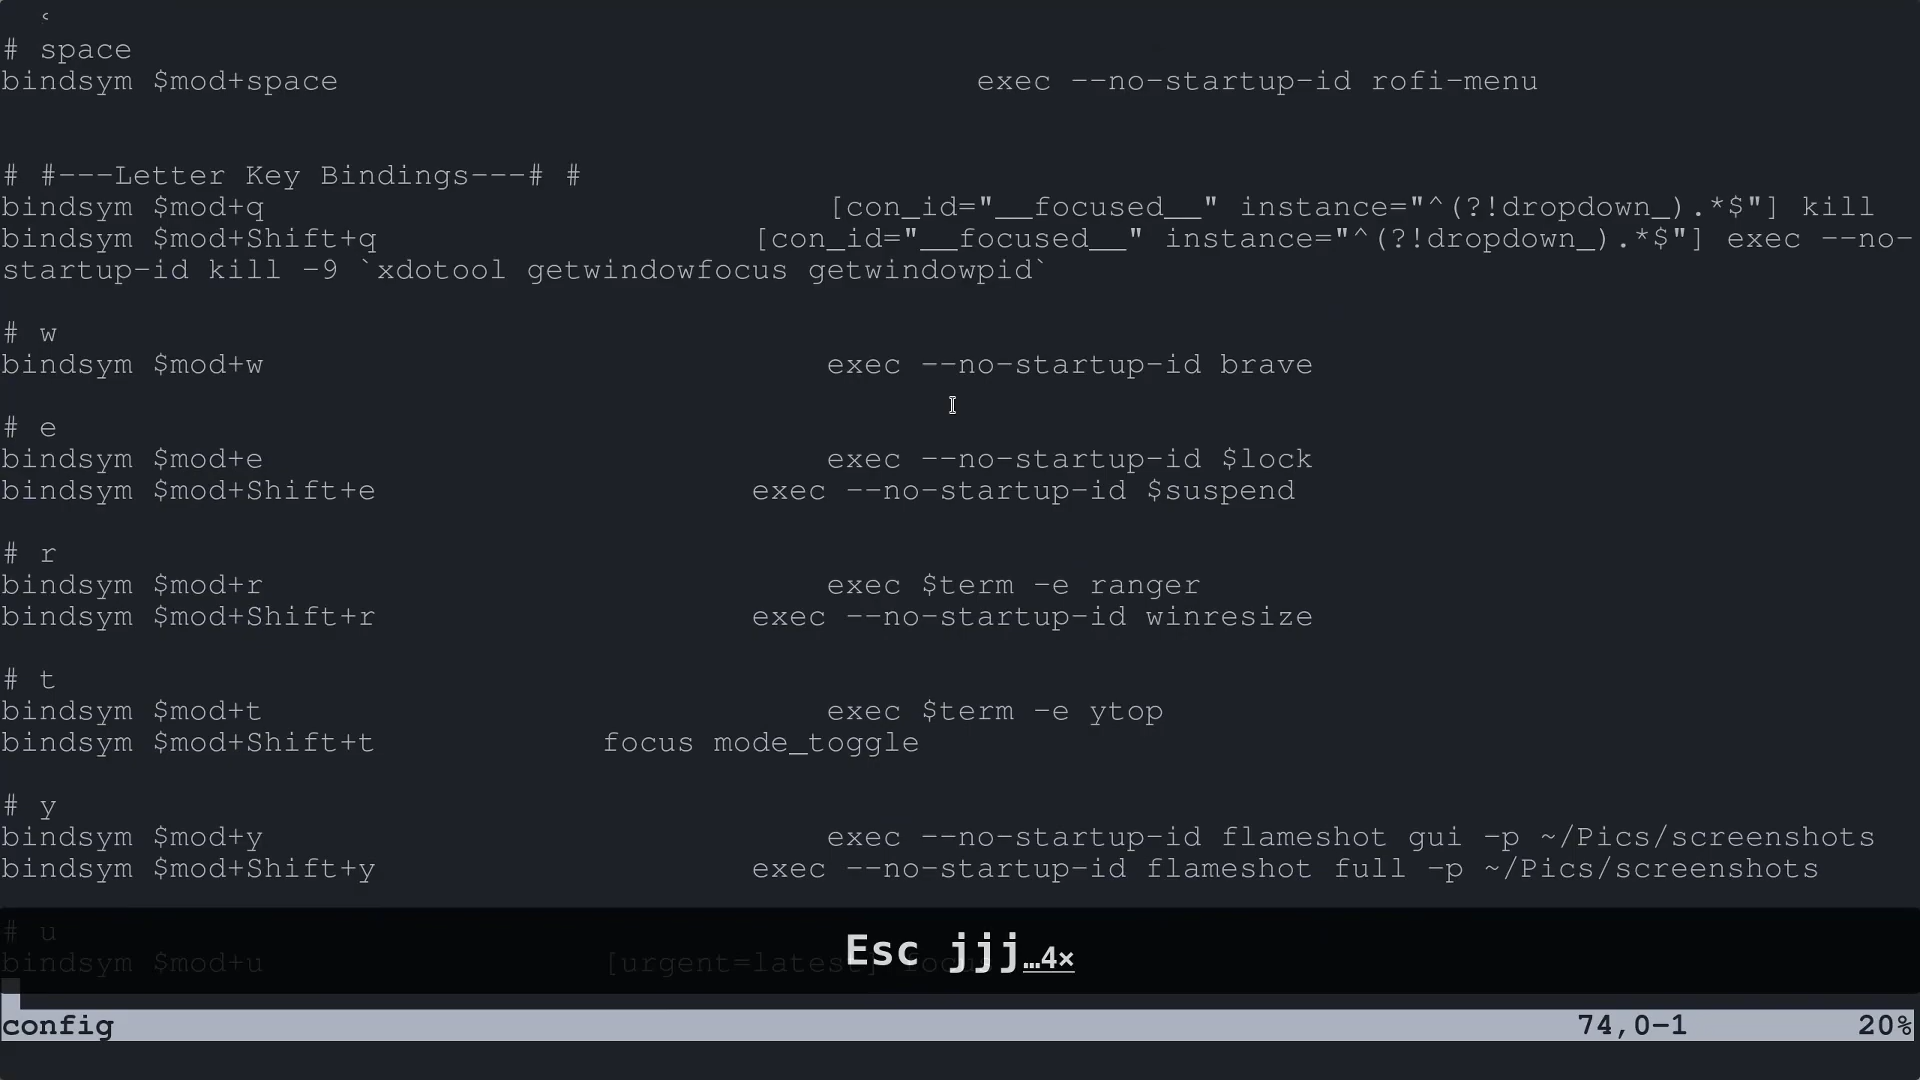 # space
bindsym $mod+space exec --no-startup-id rofi-menu
# #---Letter Key Bindings---# #
bindsym $mod+q [con_id="__focused__" instance="^(?!dropdown_).*$"] kill
bindsym $mod+Shift+q [con_id="__focused__" instance="^(?!dropdown_).*$"] exec --no-
startup-id kill -9 `xdotool getwindowfocus getwindowpid`
# w
bindsym $mod+w exec --no-startup-id brave
# e
bindsym $mod+e exec --no-startup-id $lock
bindsym $mod+Shift+e exec --no-startup-id $suspend
# r
bindsym $mod+r exec $term -e ranger
bindsym $mod+Shift+r exec --no-startup-id winresize
# t
bindsym $mod+t exec $term -e ytop
bindsym $mod+Shift+t focus mode_toggle
# y
bindsym $mod+y exec --no-startup-id flameshot gui -p ~/Pics/screenshots
bindsym $mod+Shift+y exec --no-startup-id flameshot full -p ~/Pics/screenshots
# u
bindsym $mod+u [urgent=latest] focus
Esc jjj…4×
config 74,0-1 20%